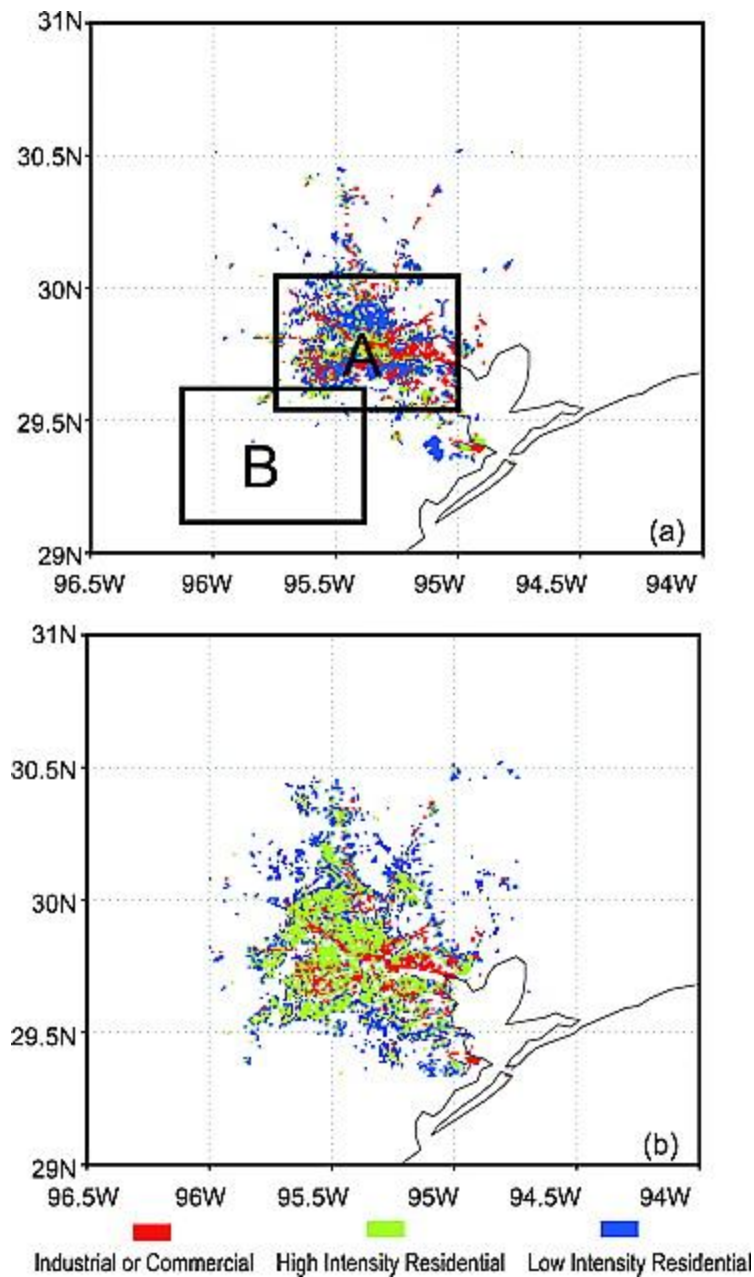 31N
30.5N
30N
A
29.5N
B
(a)
29N
96.5W 96W 95.5W 95W 94.5W 94W
31N
30.5N
30N
29.5N
(b)
29N
96.5W 96W 95.5W 95W 94.5W 94W
Industrial or Commercial High Intensity Residential Low Intensity Residential